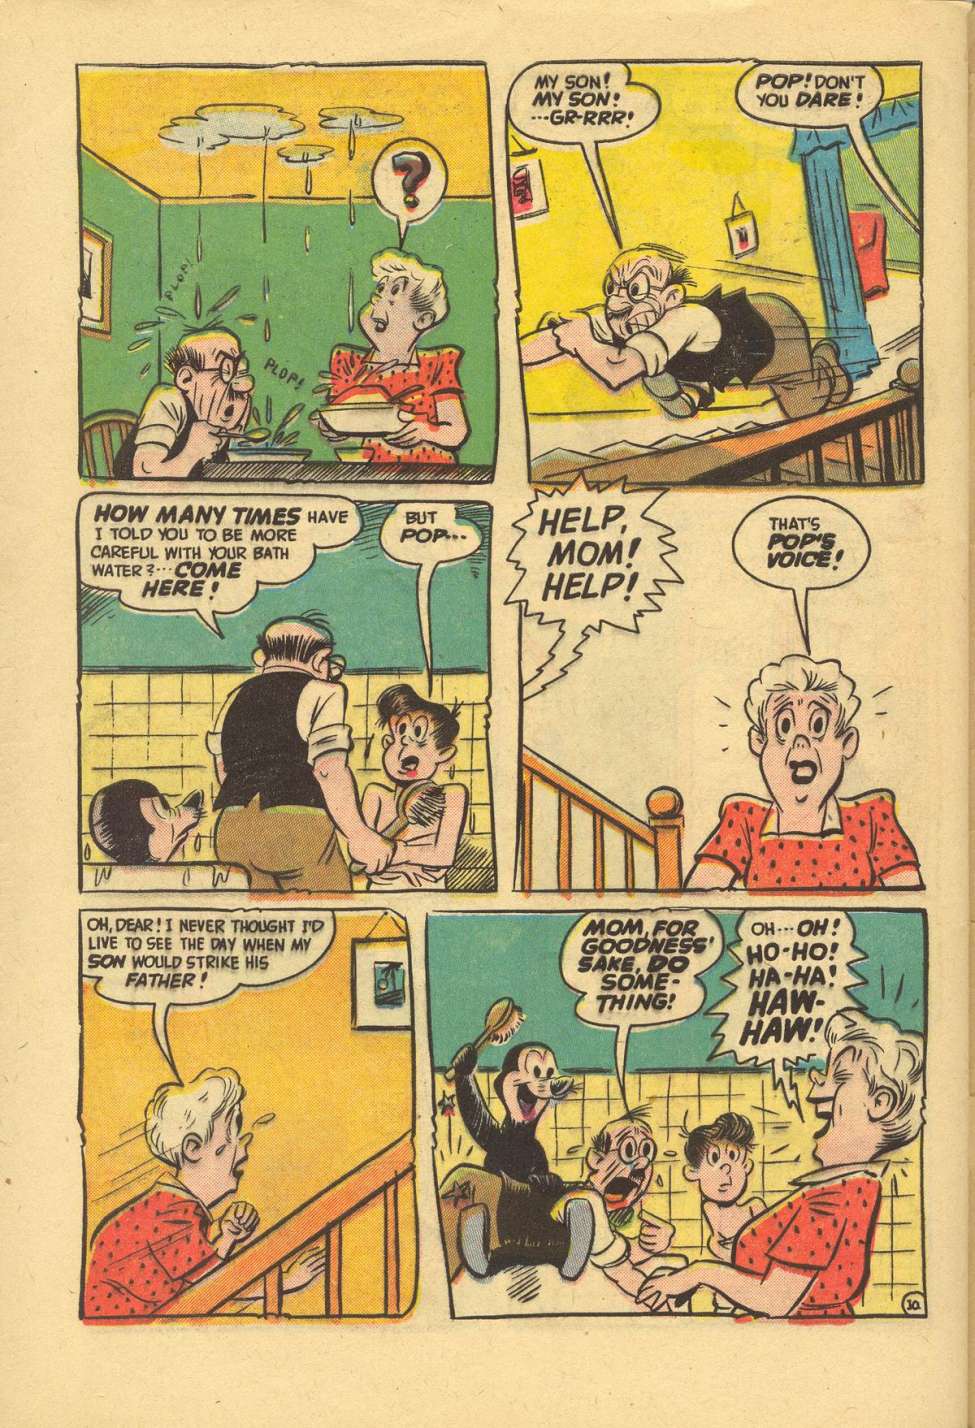 PLOP!
PLOP!
?
MY SON!
MY SON!
...GR-RRR!
POP! DON'T
YOU DARE!
HOW MANY TIMES HAVE
I TOLD YOU TO BE MORE
CAREFUL WITH YOUR BATH
WATER?... COME
HERE!
BUT
POP...
HELP,
MOM!
HELP!
THAT'S
POP'S
VOICE!
OH, DEAR! I NEVER THOUGHT I'D
LIVE TO SEE THE DAY WHEN MY
SON WOULD STRIKE HIS
FATHER!
MOM, FOR
GOODNESS'
SAKE, DO
SOME-
THING!
OH... OH!
HO-HO!
HA-HA!
HAW-
HAW!
10